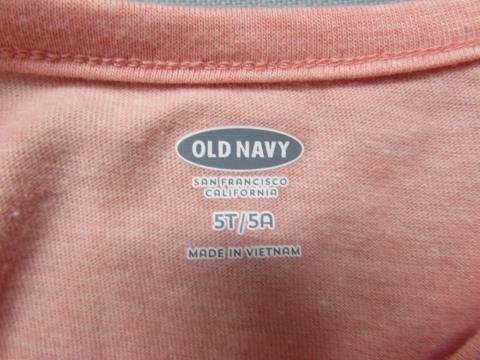 OLD NAVY
SAN FRANCISCO
CALIFORNIA
5T/5A
MADE IN VIETNAM